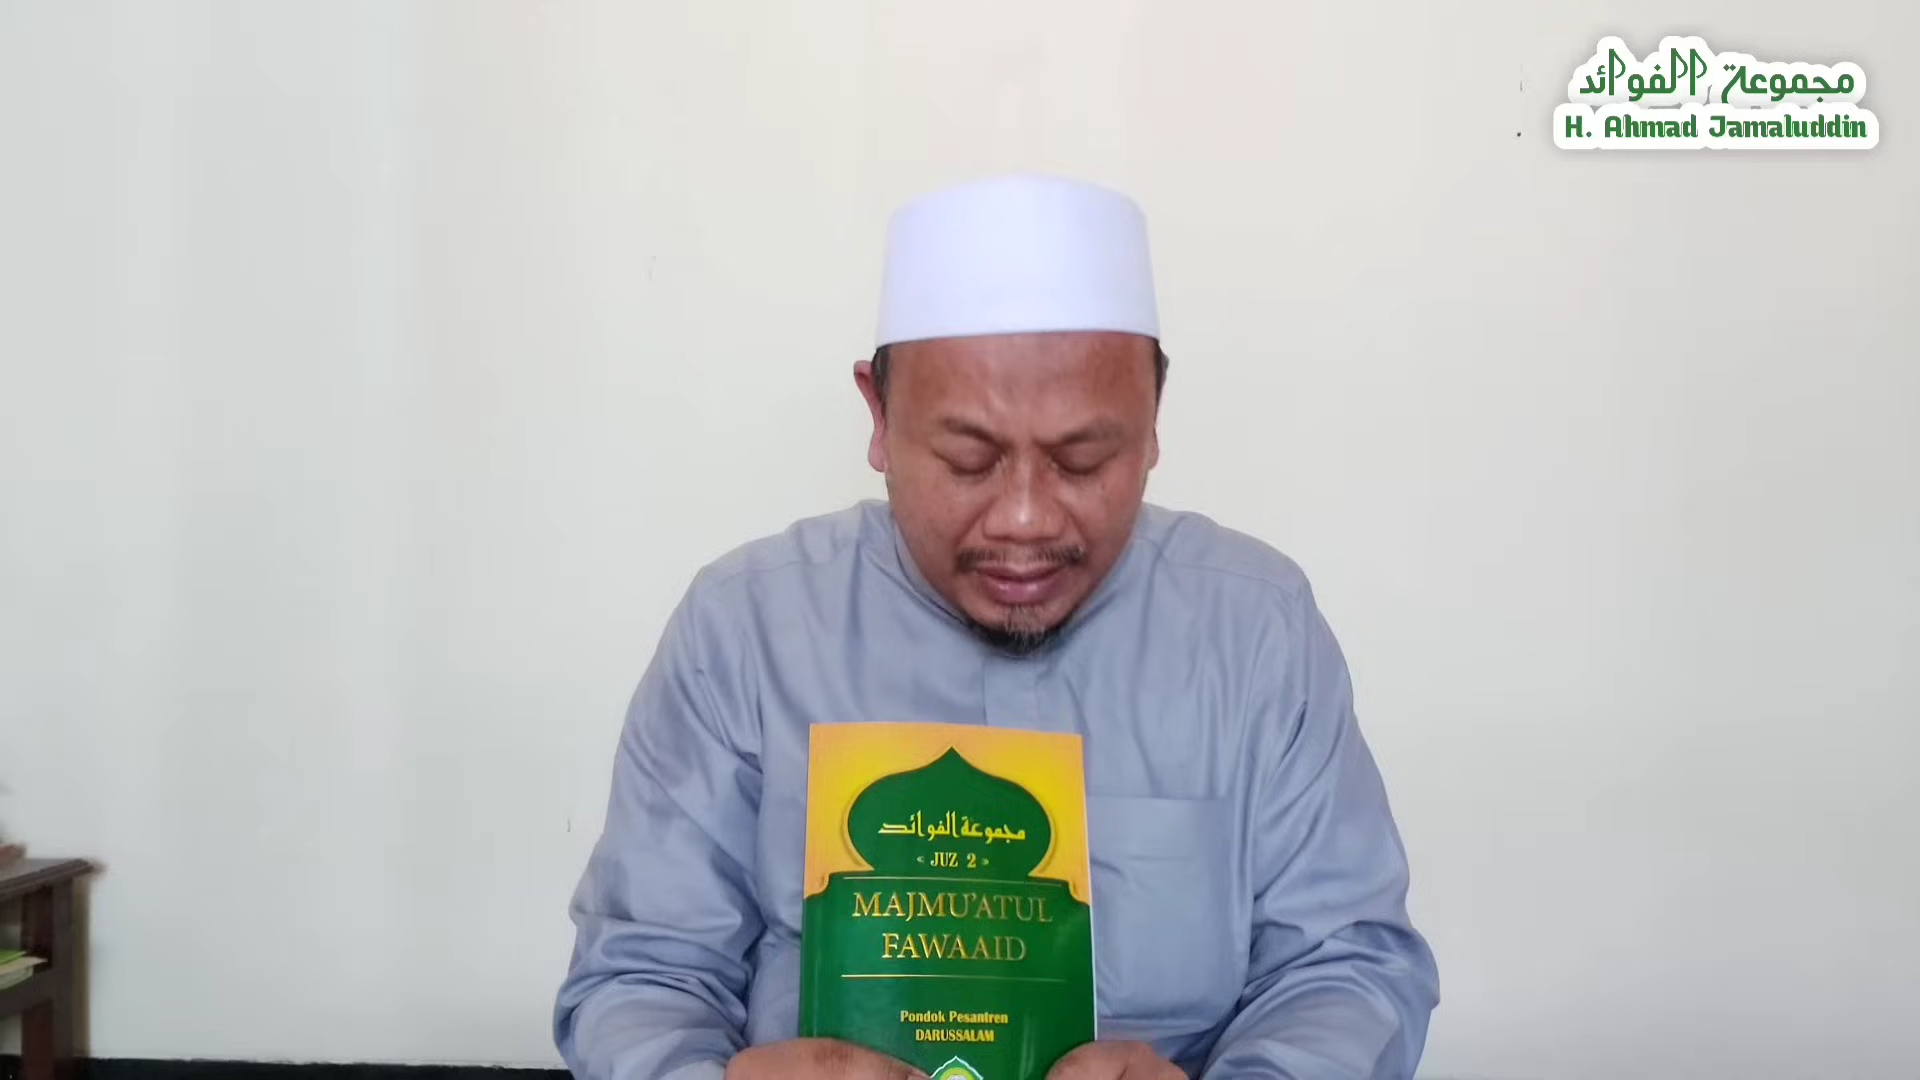 مجموعة الفوائد
H. Ahmad Jamaluddin
مجموعة الفوائد
« JUZ 2 »
MAJMU'ATUL
FAWAAID
Pondok Pesantren
DARUSSALAM